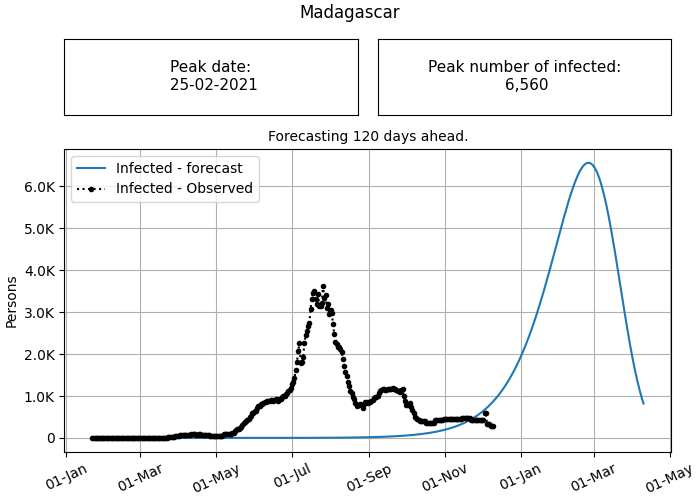 Madagascar
Peak date:
25-02-2021
Peak number of infected:
6,560
Forecasting 120 days ahead.
Infected - forecast
Infected - Observed
6.0K
5.0K
4.0K
3.0K
2.0K
1.0K
0
Persons
01-Jan
01-Mar
01-May
01-Jul
01-Sep
01-Nov
01-Jan
01-Mar
01-May